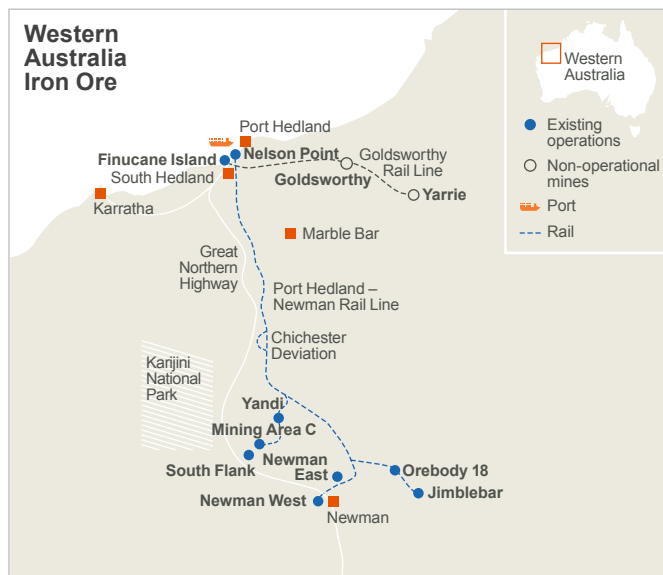 Western
Australia
Iron Ore
Western
Australia
Existing
operations
Non-operational
mines
Port
Rail
Port Hedland
Nelson Point
Finucane Island
South Hedland
Goldsworthy
Rail Line
Goldsworthy
Yarrie
Karratha
Marble Bar
Great
Northern
Highway
Port Hedland –
Newman Rail Line
Chichester
Deviation
Karijini
National
Park
Yandi
Mining Area C
South Flank
Newman
East
Orebody 18
Jimblebar
Newman West
Newman